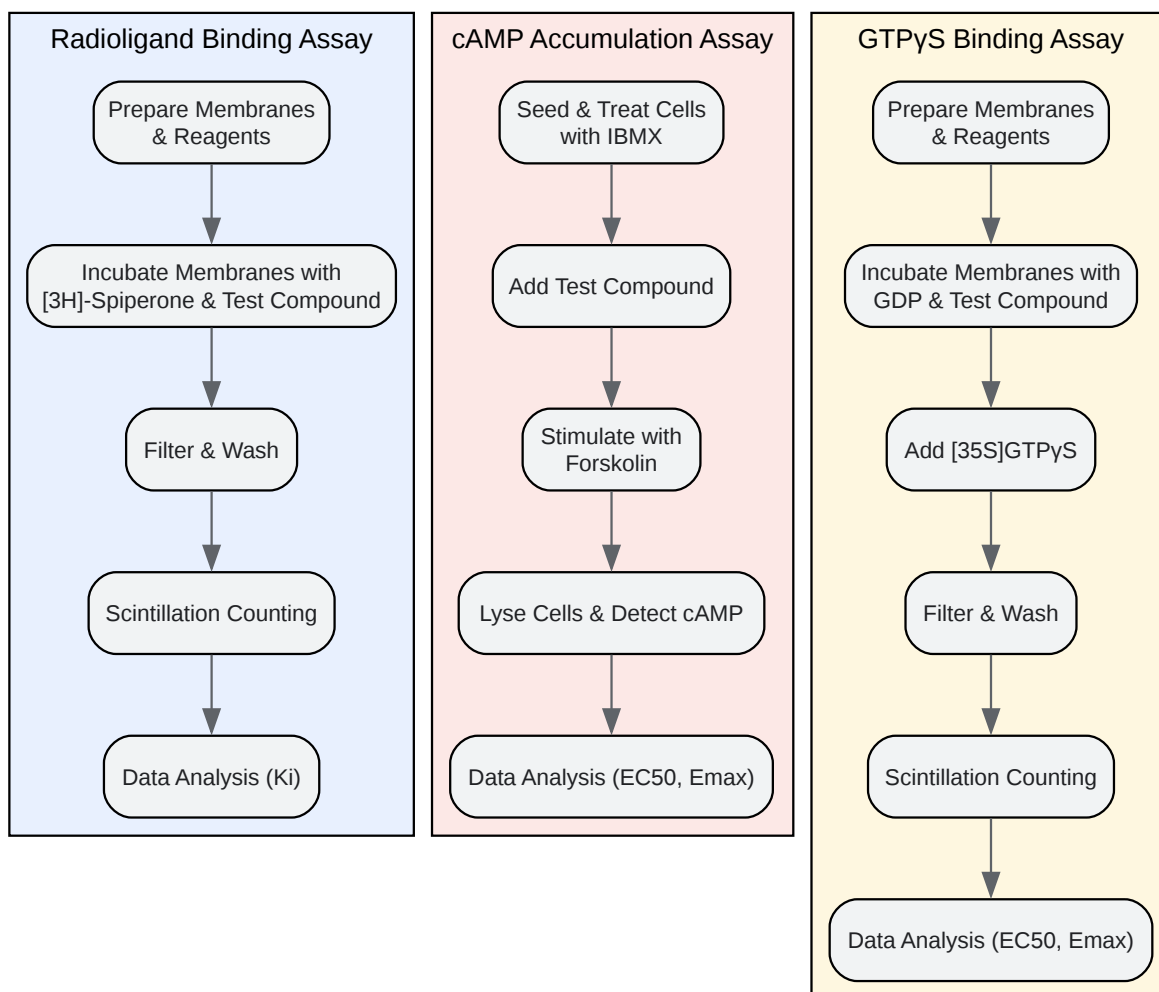 Radioligand Binding Assay
Prepare Membranes
& Reagents
Incubate Membranes with
[3H]-Spiperone & Test Compound
Filter & Wash
Scintillation Counting
Data Analysis (Ki)
cAMP Accumulation Assay
Seed & Treat Cells
with IBMX
Add Test Compound
Stimulate with
Forskolin
Lyse Cells & Detect cAMP
Data Analysis (EC50, Emax)
GTPγS Binding Assay
Prepare Membranes
& Reagents
Incubate Membranes with
GDP & Test Compound
Add [35S]GTPγS
Filter & Wash
Scintillation Counting
Data Analysis (EC50, Emax)